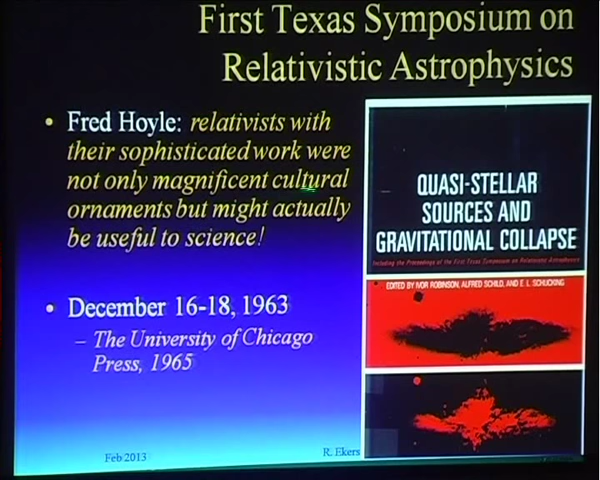 First Texas Symposium on
Relativistic Astrophysics
• Fred Hoyle: relativists with
their sophisticated work were
not only magnificent cultural
ornaments but might actually
be useful to science!
• December 16-18, 1963
– The University of Chicago
Press, 1965
QUASI-STELLAR
SOURCES AND
GRAVITATIONAL COLLAPSE
Including the Proceedings of the First Texas Symposium on Relativistic Astrophysics
EDITED BY IVOR ROBINSON, ALFRED SCHILD, AND E. L. SCHUCKING
Feb 2013
R. Ekers